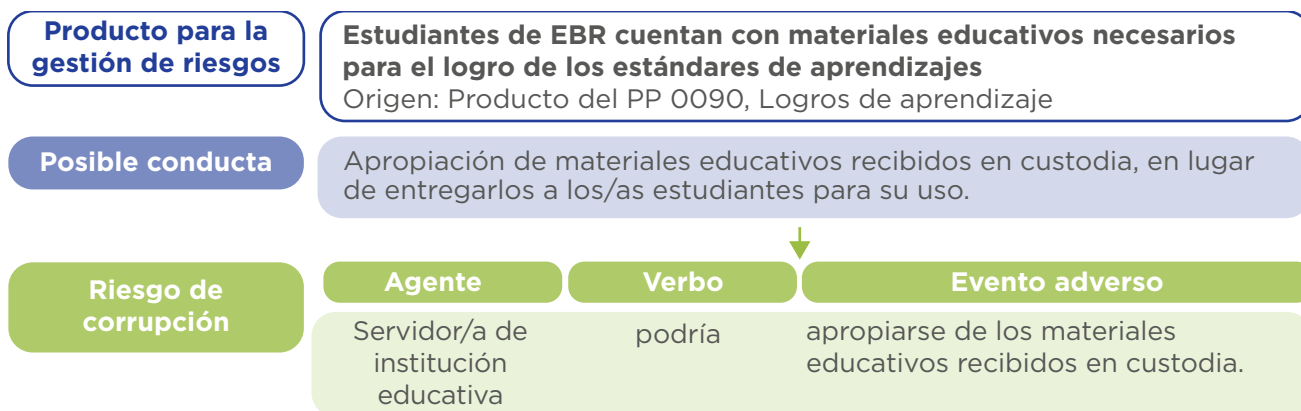 Producto para la
gestión de riesgos
Estudiantes de EBR cuentan con materiales educativos necesarios
para el logro de los estándares de aprendizajes
Origen: Producto del PP 0090, Logros de aprendizaje
Posible conducta
Apropiación de materiales educativos recibidos en custodia, en lugar
de entregarlos a los/as estudiantes para su uso.
Riesgo de
corrupción
Agente
Verbo
Evento adverso
Servidor/a de
institución
educativa
podría
apropiarse de los materiales
educativos recibidos en custodia.